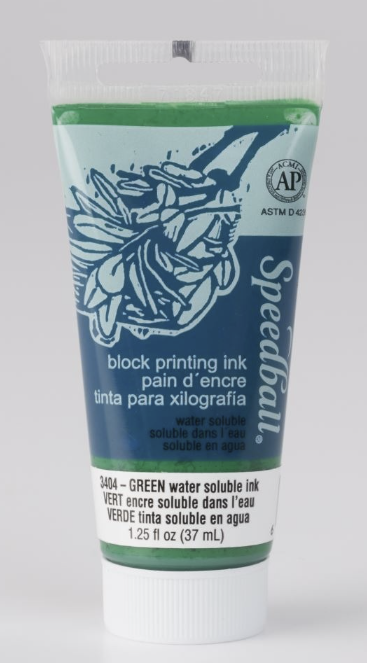 ACMI
AP
ASTM D
Speedball®
block printing ink
pain d´encre
tinta para xilografía
water soluble
soluble dans l´eau
soluble en agua
3404 – GREEN water soluble ink
VERT encre soluble dans l'eau
VERDE tinta soluble en agua
1.25 fl oz (37 mL)